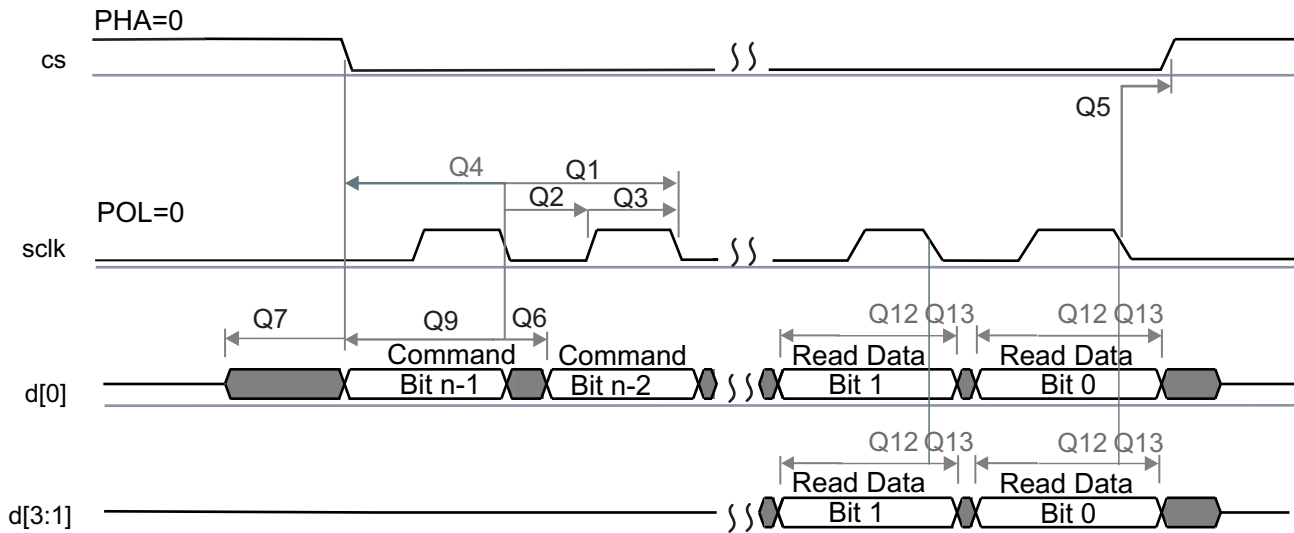 PHA=0
cs
Q5
Q4 Q1
Q2 Q3
POL=0
sclk
Q7 Q9 Q6 Q12 Q13 Q12 Q13
Command Command Read Data Read Data
d[0] Bit n-1 Bit n-2 Bit 1 Bit 0
Q12 Q13 Q12 Q13
Read Data Read Data
d[3:1] Bit 1 Bit 0